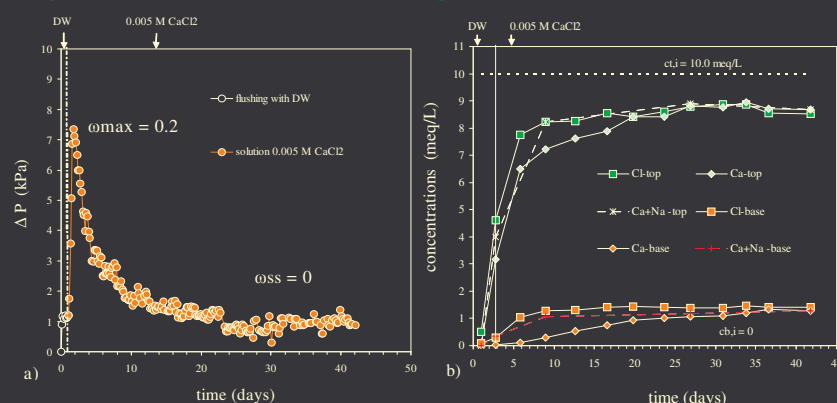 DW
0.005 M CaCl2
10
9
8
7
6
5
4
3
2
1
0
Δ P (kPa)
flushing with DW
ωmax = 0.2
solution 0.005 M CaCl2
ωss = 0
0 10 20 30 40 50
a)
time (days)
DW
0.005 M CaCl2
11
10
9
8
7
6
5
4
3
2
1
0
concentrations (meq/L)
ct,i = 10.0 meq/L
Cl-top
Ca-top
Ca+Na -top
Cl-base
Ca-base
Ca+Na -base
cb,i = 0
0 5 10 15 20 25 30 35 40 45
b)
time (days)